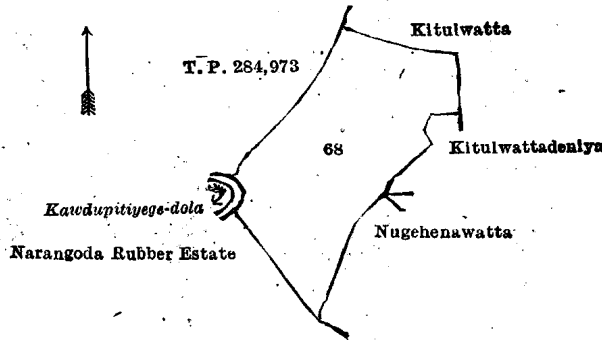 Kitulwatta
T. P. 284,973
68
Kitulwattadeniya
Kawdupitiyege-dola
Nugehenawatta
Narangoda Rubber Estate